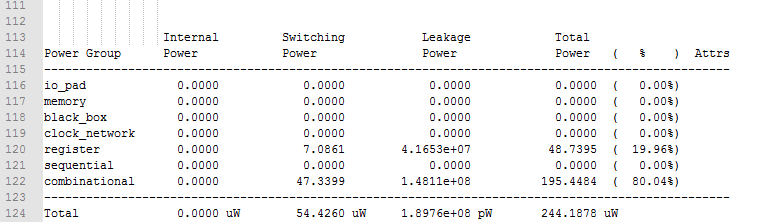 111
112
113 Internal Switching Leakage Total
114 Power Group Power Power Power Power ( % ) Attrs
115 --------------------------------------------------------------------------------
116 io_pad 0.0000 0.0000 0.0000 0.0000 ( 0.00%)
117 memory 0.0000 0.0000 0.0000 0.0000 ( 0.00%)
118 black_box 0.0000 0.0000 0.0000 0.0000 ( 0.00%)
119 clock_network 0.0000 0.0000 0.0000 0.0000 ( 0.00%)
120 register 0.0000 7.0861 4.1653e+07 48.7395 ( 19.96%)
121 sequential 0.0000 0.0000 0.0000 0.0000 ( 0.00%)
122 combinational 0.0000 47.3399 1.4811e+08 195.4484 ( 80.04%)
123 --------------------------------------------------------------------------------
124 Total 0.0000 uW 54.4260 uW 1.8976e+08 pW 244.1878 uW